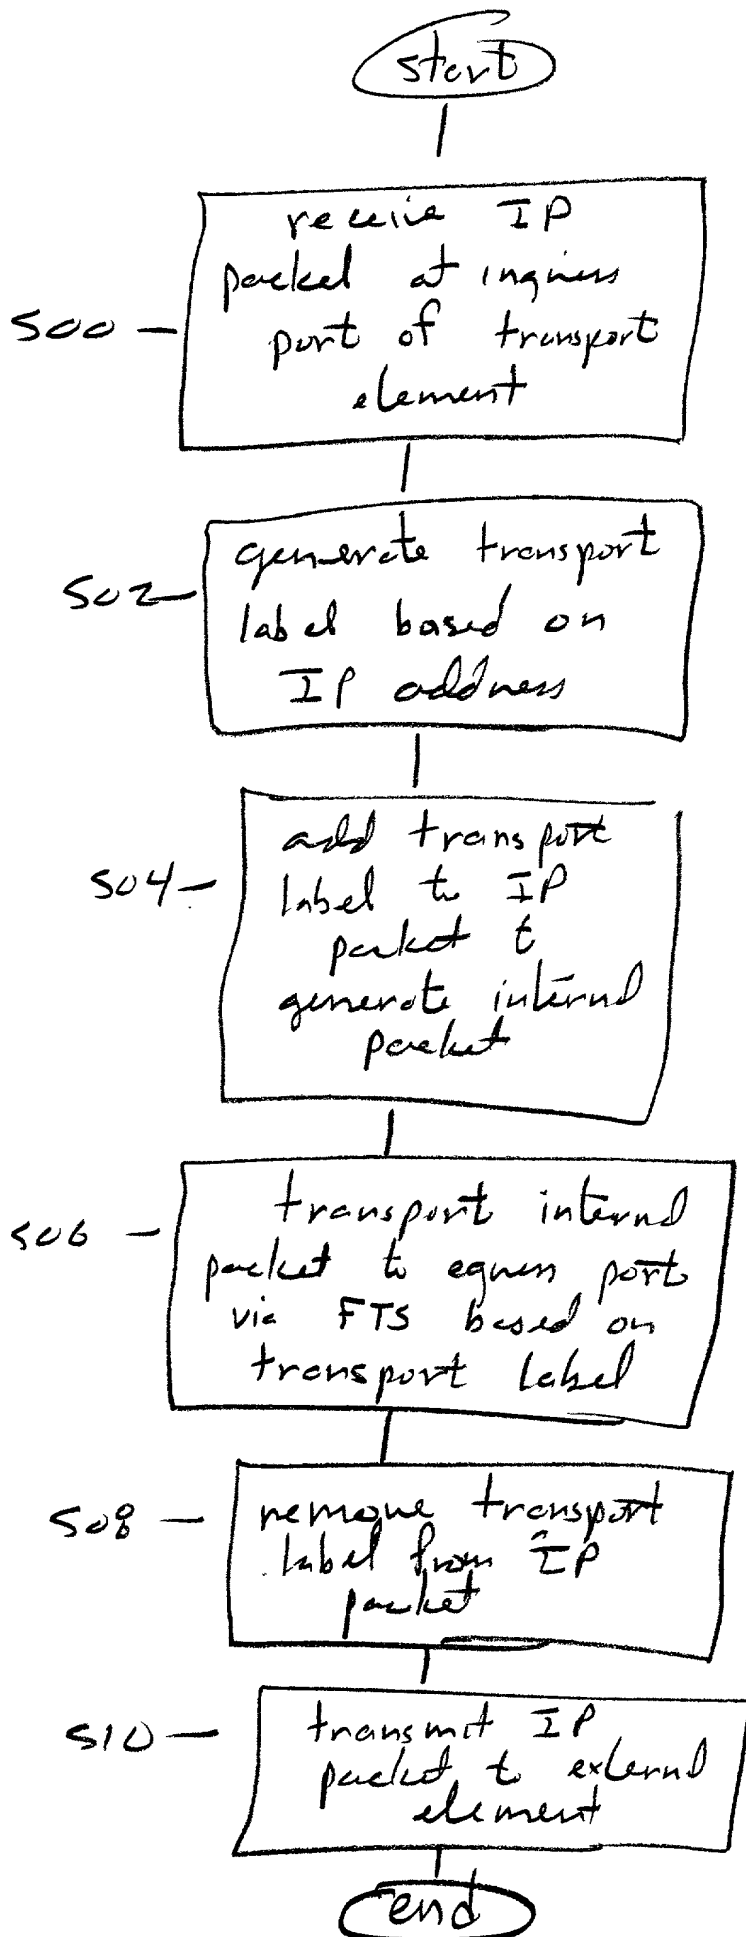 start
receive IP
packet at ingress
500 — port of transport
element
generate transport
502 — label based on
IP address
add transport
504 — label to IP
packet to
generate internal
packet
transport internal
506 — packet to egress port
via FTS based on
transport label
508 — remove transport
label from IP
packet
510 — transmit IP
packet to external
element
end